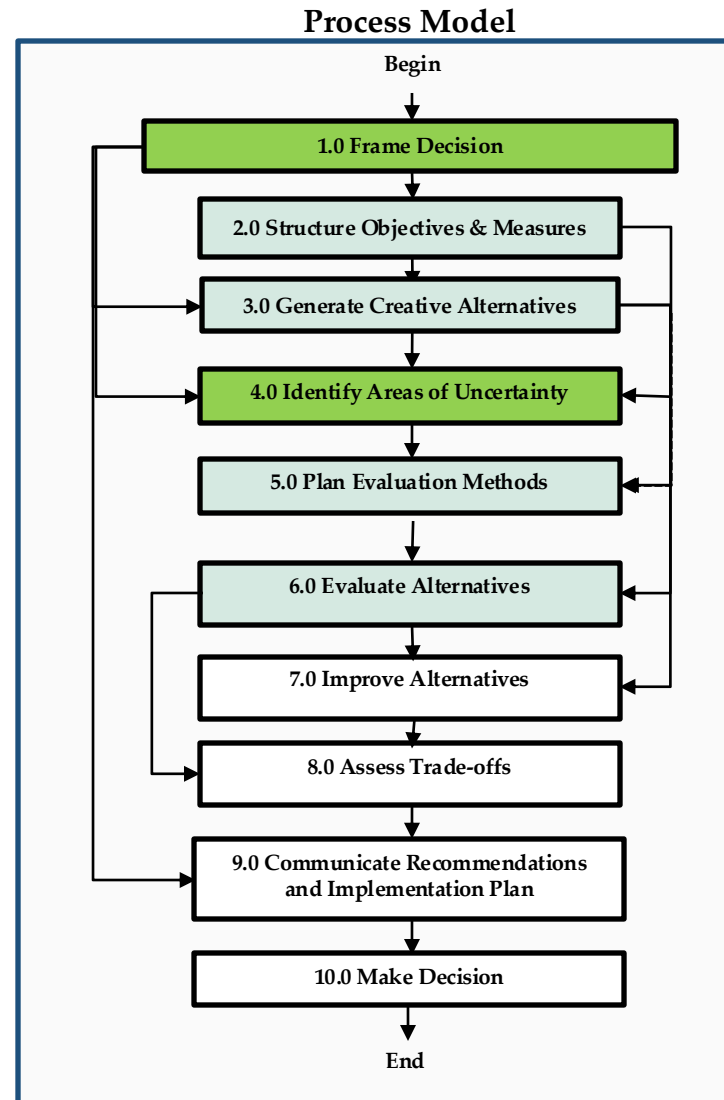 Process Model
Begin
1.0 Frame Decision
2.0 Structure Objectives & Measures
3.0 Generate Creative Alternatives
4.0 Identify Areas of Uncertainty
5.0 Plan Evaluation Methods
6.0 Evaluate Alternatives
7.0 Improve Alternatives
8.0 Assess Trade-offs
9.0 Communicate Recommendations
and Implementation Plan
10.0 Make Decision
End